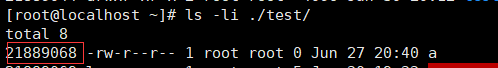 [root@localhost ~]# ls -li ./test/
total 8
21889068 -rw-r--r-- 1 root root 0 Jun 27 20:40 a